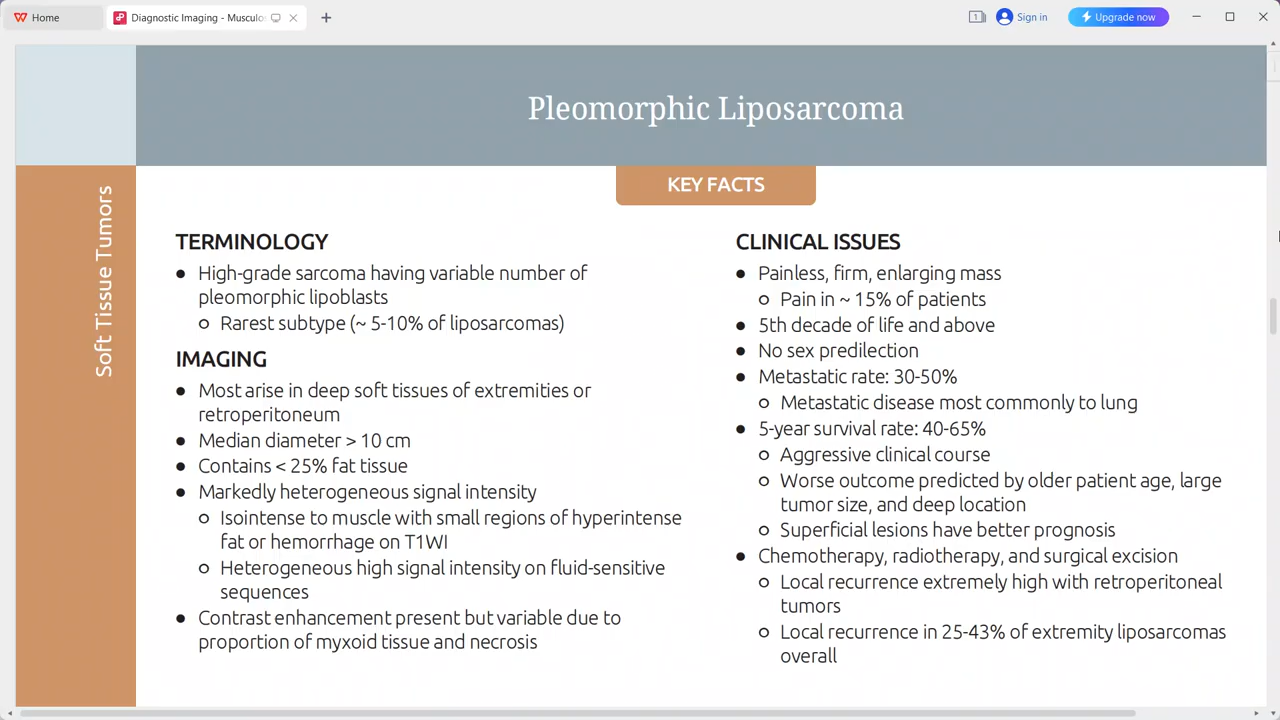 Home
Diagnostic Imaging - Musculo
1
Sign in
Upgrade now
Pleomorphic Liposarcoma
Soft Tissue Tumors
KEY FACTS
TERMINOLOGY
● High-grade sarcoma having variable number of
pleomorphic lipoblasts
○ Rarest subtype (~ 5-10% of liposarcomas)
IMAGING
● Most arise in deep soft tissues of extremities or
retroperitoneum
● Median diameter > 10 cm
● Contains < 25% fat tissue
● Markedly heterogeneous signal intensity
○ Isointense to muscle with small regions of hyperintense
fat or hemorrhage on T1WI
○ Heterogeneous high signal intensity on fluid-sensitive
sequences
● Contrast enhancement present but variable due to
proportion of myxoid tissue and necrosis
CLINICAL ISSUES
● Painless, firm, enlarging mass
○ Pain in ~ 15% of patients
● 5th decade of life and above
● No sex predilection
● Metastatic rate: 30-50%
○ Metastatic disease most commonly to lung
● 5-year survival rate: 40-65%
○ Aggressive clinical course
○ Worse outcome predicted by older patient age, large
tumor size, and deep location
○ Superficial lesions have better prognosis
● Chemotherapy, radiotherapy, and surgical excision
○ Local recurrence extremely high with retroperitoneal
tumors
○ Local recurrence in 25-43% of extremity liposarcomas
overall